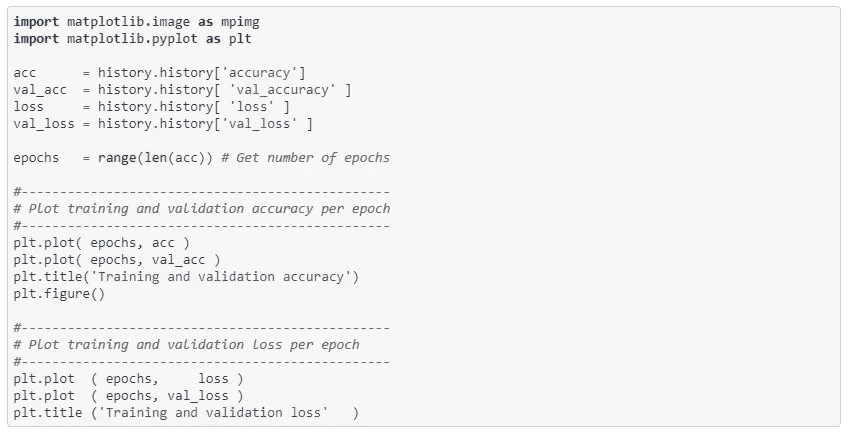 import matplotlib.image as mpimg
import matplotlib.pyplot as plt

acc      = history.history['accuracy']
val_acc  = history.history[ 'val_accuracy' ]
loss     = history.history[ 'loss' ]
val_loss = history.history['val_loss' ]

epochs   = range(len(acc)) # Get number of epochs

#------------------------------------------------
# Plot training and validation accuracy per epoch
#------------------------------------------------
plt.plot( epochs, acc )
plt.plot( epochs, val_acc )
plt.title('Training and validation accuracy')
plt.figure()

#------------------------------------------------
# Plot training and validation loss per epoch
#------------------------------------------------
plt.plot  ( epochs,     loss )
plt.plot  ( epochs, val_loss )
plt.title ('Training and validation loss'   )